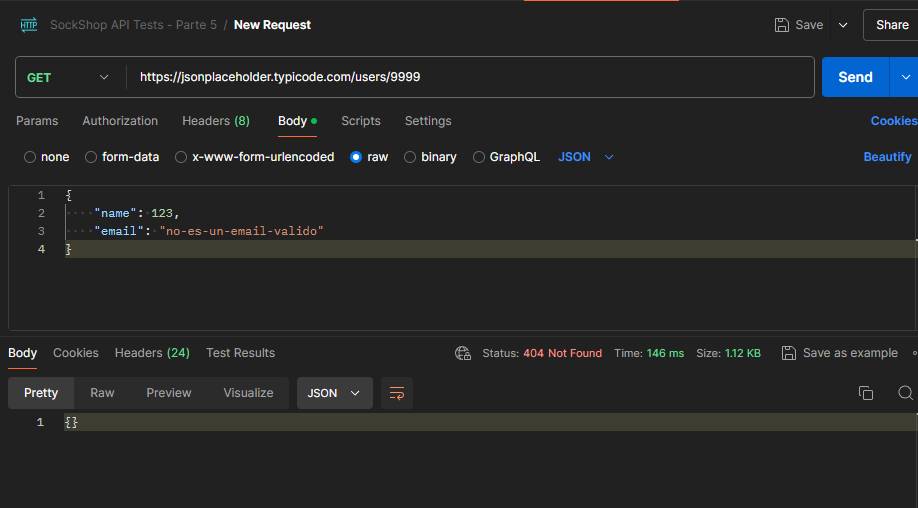 HTTP SockShop API Tests - Parte 5 / New Request Save Share
GET https://jsonplaceholder.typicode.com/users/9999 Send
Params Authorization Headers (8) Body Scripts Settings Cookies
none form-data x-www-form-urlencoded raw binary GraphQL JSON Beautify
1 {
2 "name": 123,
3 "email": "no-es-un-email-valido"
4 }
Body Cookies Headers (24) Test Results Status: 404 Not Found Time: 146 ms Size: 1.12 KB Save as example
Pretty Raw Preview Visualize JSON
1 {}